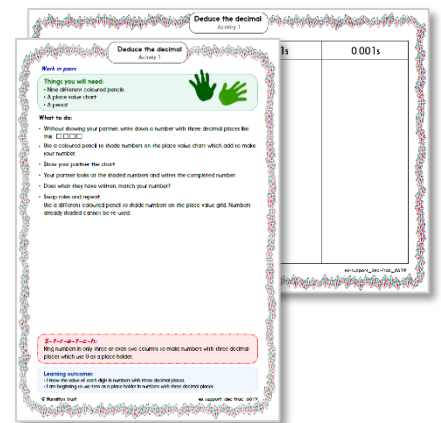 Deduce the decimal
Activity 1
0.001s
Deduce the decimal
Activity 1
Work in pairs
Things you will need:
• Nine different coloured pencils
• A place value chart
• A pencil
What to do:
• Without showing your partner, write down a number with three decimal places like
this: □.□□□
• Use a coloured pencil to shade numbers on the place value chart which add to make
your number.
• Show your partner the chart.
• Your partner looks at the shaded numbers and writes the completed number.
• Does what they have written, match your number?
• Swap roles and repeat.
Use a different coloured pencil to shade numbers on the place value grid. Numbers
already shaded cannot be re used.
S-t-r-e-t-c-h:
Ring numbers in only three or even two columns to make numbers with three decimal
places which use 0 as a place holder.
Learning outcomes:
• I know the value of each digit in numbers with three decimal places.
• I am beginning to use zero as a place holder in numbers with three decimal places.
© Hamilton Trust
ex-support_dec-frac_6619
ex-support_dec-frac_6619